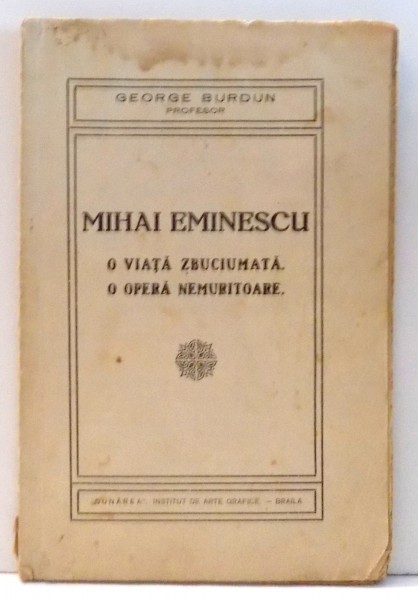 GEORGE BURDUN
PROFESOR
MIHAI EMINESCU
O VIAȚĂ ZBUCIUMATĂ.
O OPERĂ NEMURITOARE.
„DUNĂREA”, INSTITUT DE ARTE GRAFICE. — BRAILA